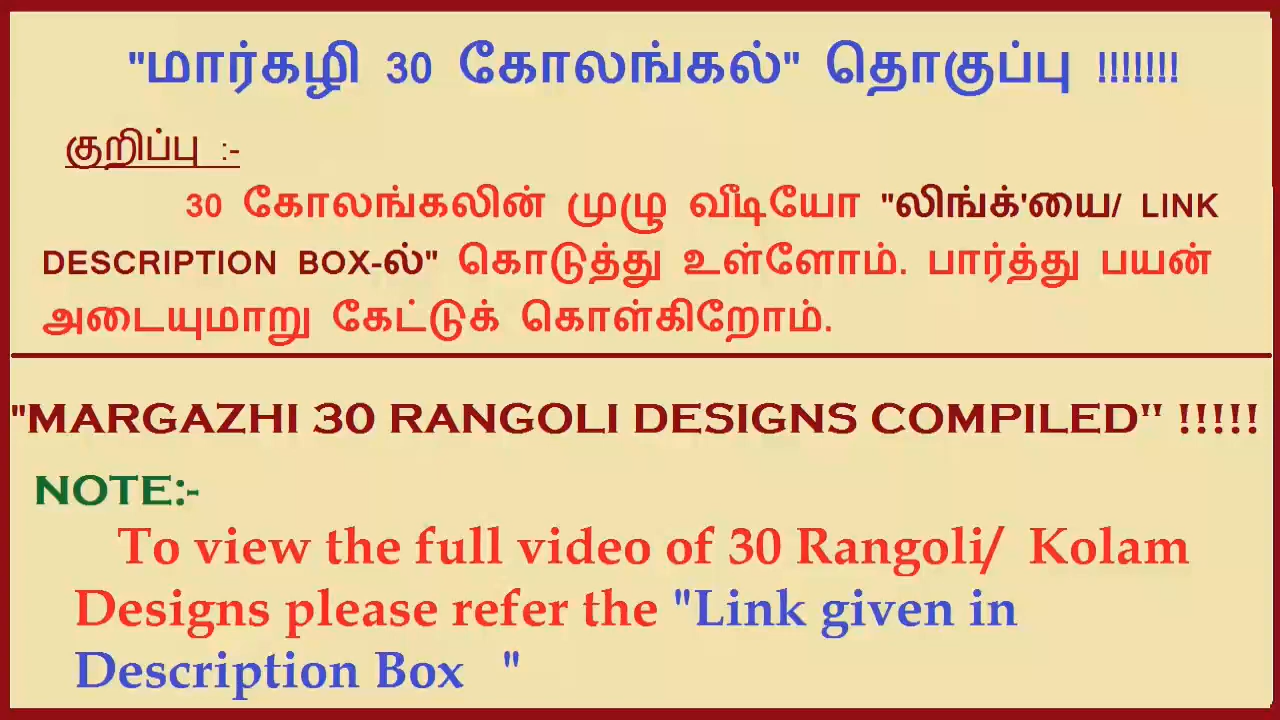 "மார்கழி 30 கோலங்கல்" தொகுப்பு !!!!!!!
குறிப்பு :-
30 கோலங்கலின் முழு வீடியோ "லிங்க்'யை/ LINK
DESCRIPTION BOX-ல்" கொடுத்து உள்ளோம். பார்த்து பயன்
அடையுமாறு கேட்டுக் கொள்கிறோம்.
"MARGAZHI 30 RANGOLI DESIGNS COMPILED" !!!!!
NOTE:-
To view the full video of 30 Rangoli/ Kolam
Designs please refer the "Link given in
Description Box "